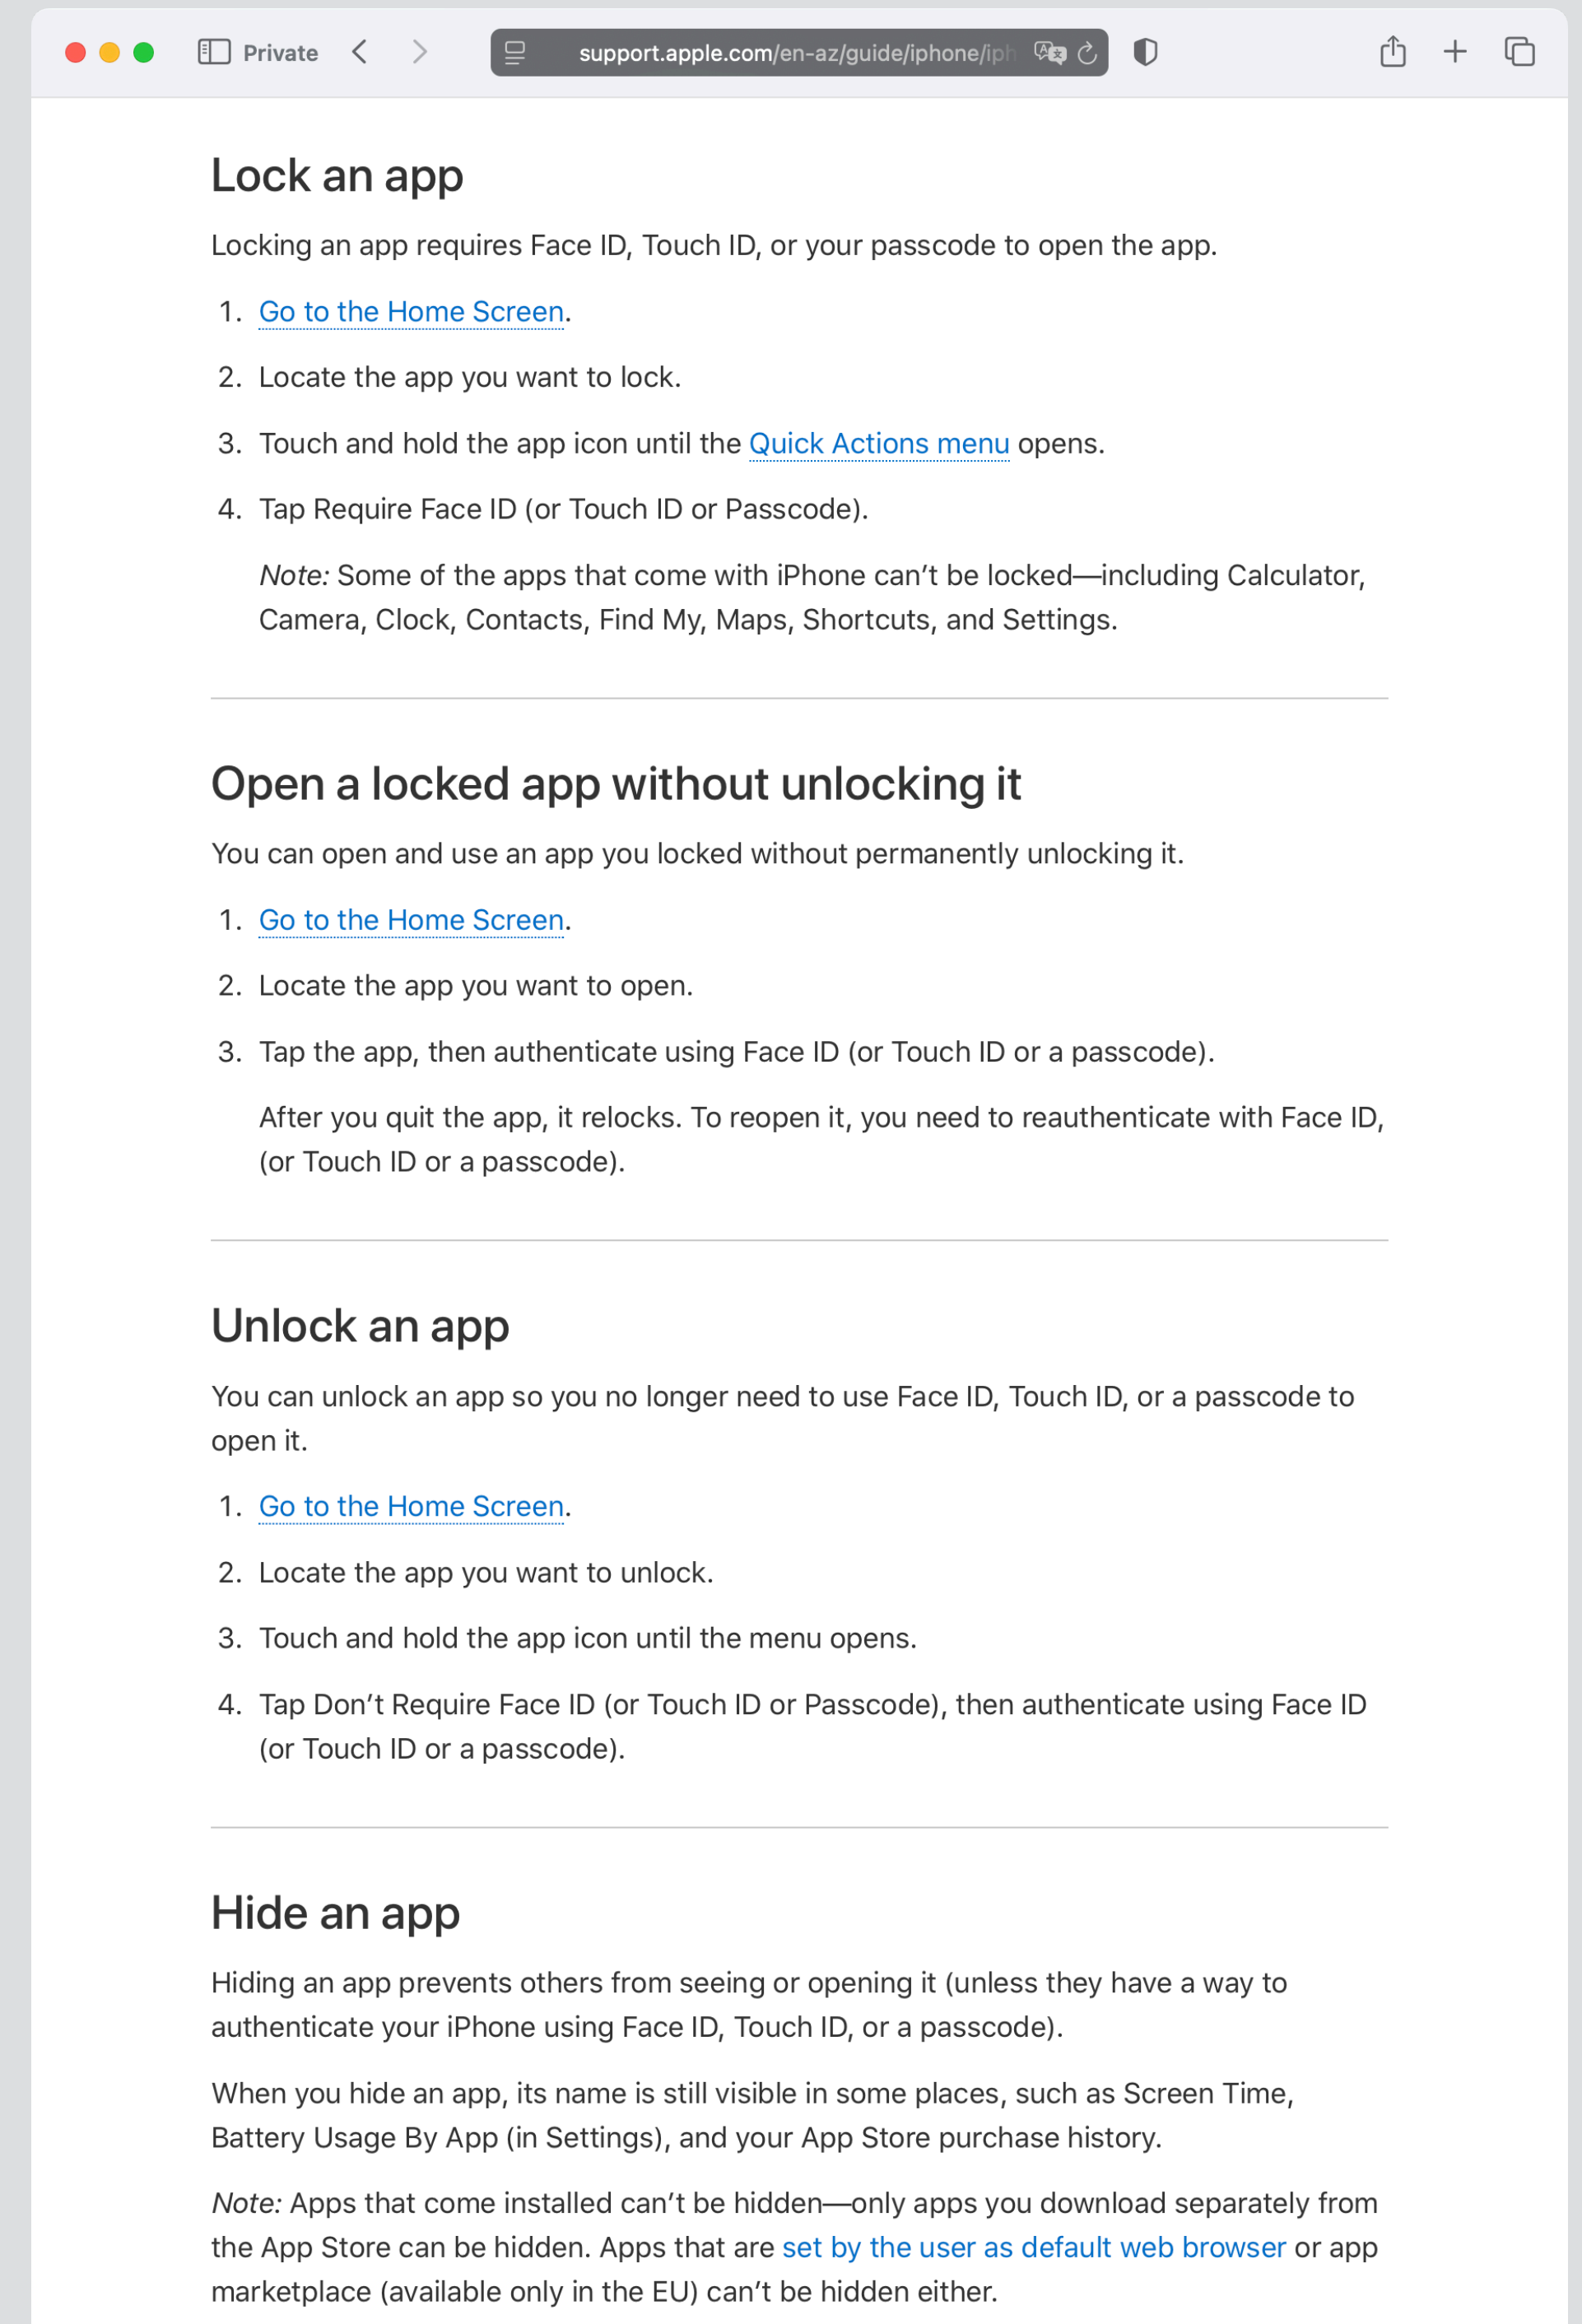 Private
support.apple.com/en-az/guide/iphone/iph
Lock an app
Locking an app requires Face ID, Touch ID, or your passcode to open the app.
1. Go to the Home Screen.
2. Locate the app you want to lock.
3. Touch and hold the app icon until the Quick Actions menu opens.
4. Tap Require Face ID (or Touch ID or Passcode).
Note: Some of the apps that come with iPhone can’t be locked—including Calculator,
Camera, Clock, Contacts, Find My, Maps, Shortcuts, and Settings.
Open a locked app without unlocking it
You can open and use an app you locked without permanently unlocking it.
1. Go to the Home Screen.
2. Locate the app you want to open.
3. Tap the app, then authenticate using Face ID (or Touch ID or a passcode).
After you quit the app, it relocks. To reopen it, you need to reauthenticate with Face ID,
(or Touch ID or a passcode).
Unlock an app
You can unlock an app so you no longer need to use Face ID, Touch ID, or a passcode to
open it.
1. Go to the Home Screen.
2. Locate the app you want to unlock.
3. Touch and hold the app icon until the menu opens.
4. Tap Don’t Require Face ID (or Touch ID or Passcode), then authenticate using Face ID
(or Touch ID or a passcode).
Hide an app
Hiding an app prevents others from seeing or opening it (unless they have a way to
authenticate your iPhone using Face ID, Touch ID, or a passcode).
When you hide an app, its name is still visible in some places, such as Screen Time,
Battery Usage By App (in Settings), and your App Store purchase history.
Note: Apps that come installed can’t be hidden—only apps you download separately from
the App Store can be hidden. Apps that are set by the user as default web browser or app
marketplace (available only in the EU) can’t be hidden either.